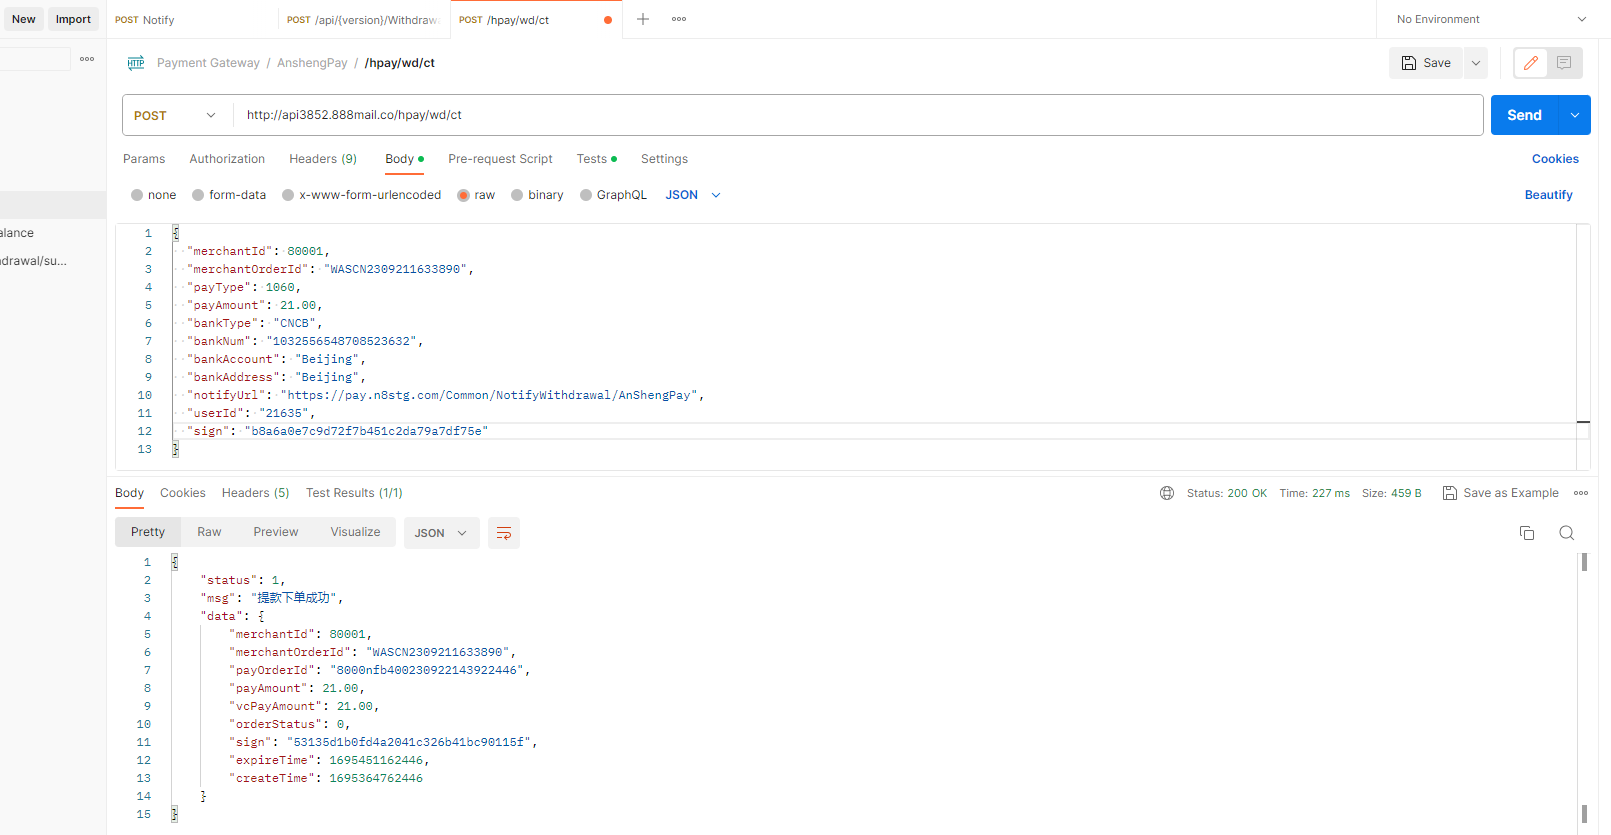 New Import POST Notify POST /api/{version}/Withdraw POST /hpay/wd/ct No Environment
HTTP Payment Gateway / AnshengPay / /hpay/wd/ct Save
POST http://api3852.888mail.co/hpay/wd/ct Send
Params Authorization Headers (9) Body Pre-request Script Tests Settings Cookies
none form-data x-www-form-urlencoded raw binary GraphQL JSON Beautify
alance
drawal/su...
1 {
2 "merchantId": 80001,
3 "merchantOrderId": "WASCN2309211633890",
4 "payType": 1060,
5 "payAmount": 21.00,
6 "bankType": "CNCB",
7 "bankNum": "1032556548708523632",
8 "bankAccount": "Beijing",
9 "bankAddress": "Beijing",
10 "notifyUrl": "https://pay.n8stg.com/Common/NotifyWithdrawal/AnShengPay",
11 "userId": "21635",
12 "sign": "b8a6a0e7c9d72f7b451c2da79a7df75e"
13 }
Body Cookies Headers (5) Test Results (1/1) Status: 200 OK Time: 227 ms Size: 459 B Save as Example
Pretty Raw Preview Visualize JSON
1 {
2 "status": 1,
3 "msg": "提款下单成功",
4 "data": {
5 "merchantId": 80001,
6 "merchantOrderId": "WASCN2309211633890",
7 "payOrderId": "8000nfb400230922143922446",
8 "payAmount": 21.00,
9 "vcPayAmount": 21.00,
10 "orderStatus": 0,
11 "sign": "53135d1b0fd4a2041c326b41bc90115f",
12 "expireTime": 1695451162446,
13 "createTime": 1695364762446
14 }
15 }